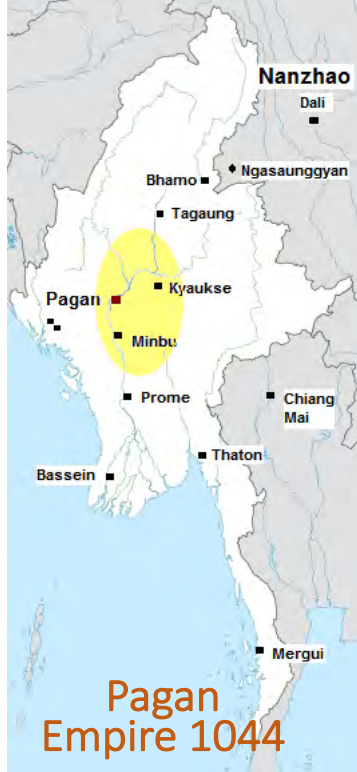 Nanzhao
Dali
Ngasaunggyan
Bhamo
Tagaung
Kyaukse
Pagan
Minbu
Prome
Chiang
Mai
Thaton
Bassein
Mergui
Pagan
Empire 1044